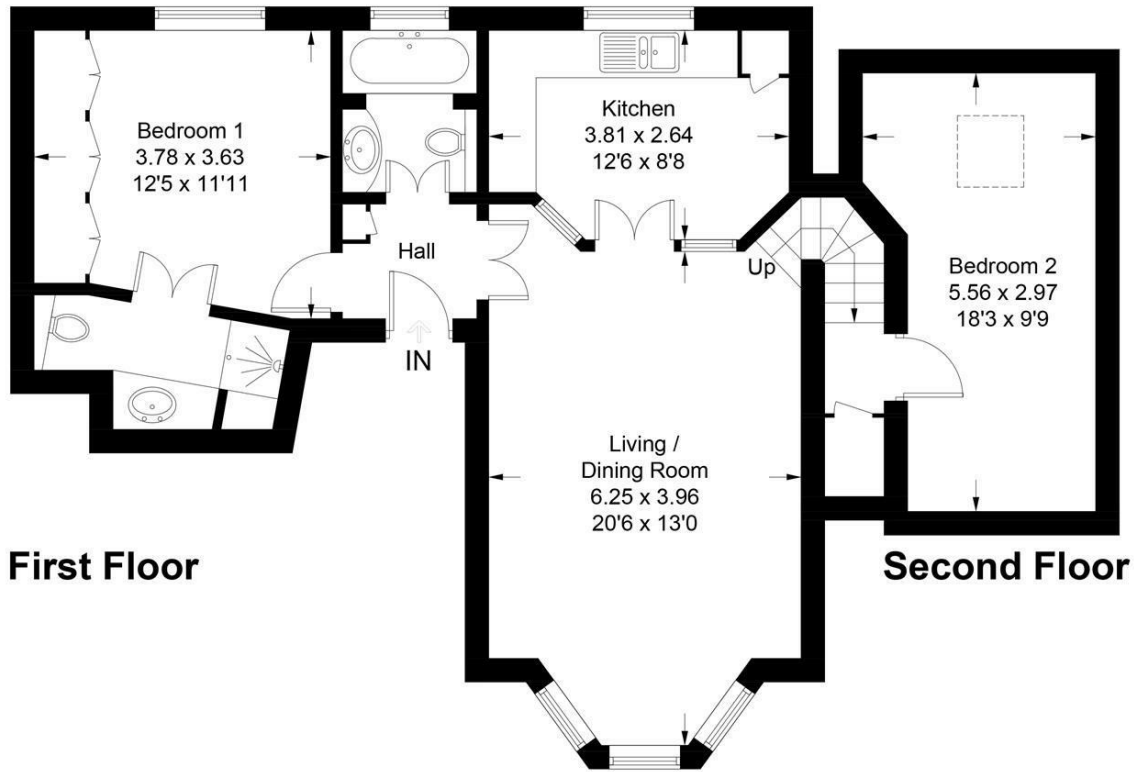 Bedroom 1
3.78 x 3.63
12'5 x 11'11
Kitchen
3.81 x 2.64
12'6 x 8'8
Hall
IN
Up
Bedroom 2
5.56 x 2.97
18'3 x 9'9
Living /
Dining Room
6.25 x 3.96
20'6 x 13'0
First Floor
Second Floor